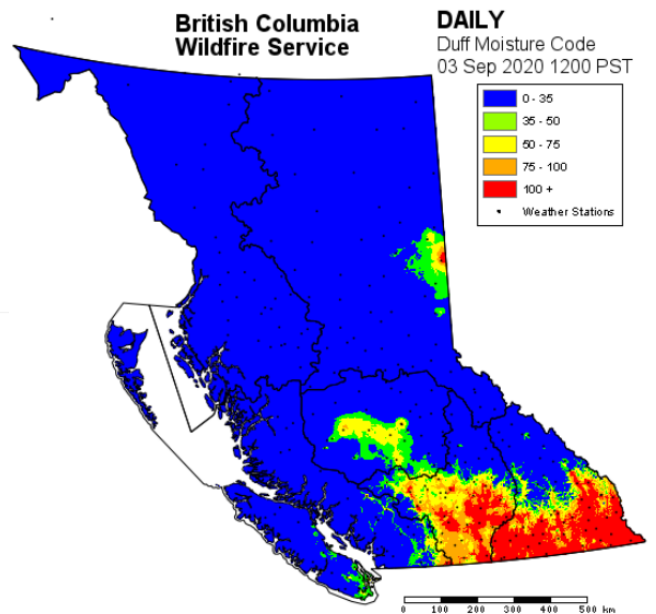 British Columbia
Wildfire Service
DAILY
Duff Moisture Code
03 Sep 2020 1200 PST
0 - 35
35 - 50
50 - 75
75 - 100
100 +
Weather Stations
0 100 200 300 400 500 km